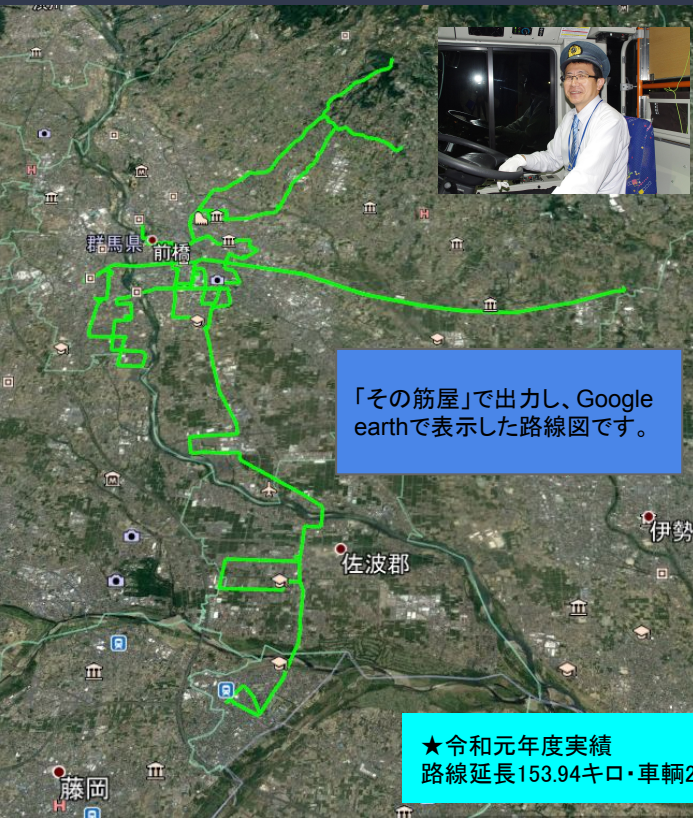 群馬県
前橋
「その筋屋」で出力し、Google
earthで表示した路線図です。
伊勢
佐波郡
★令和元年度実績
路線延長153.94キロ・車輌2
藤岡